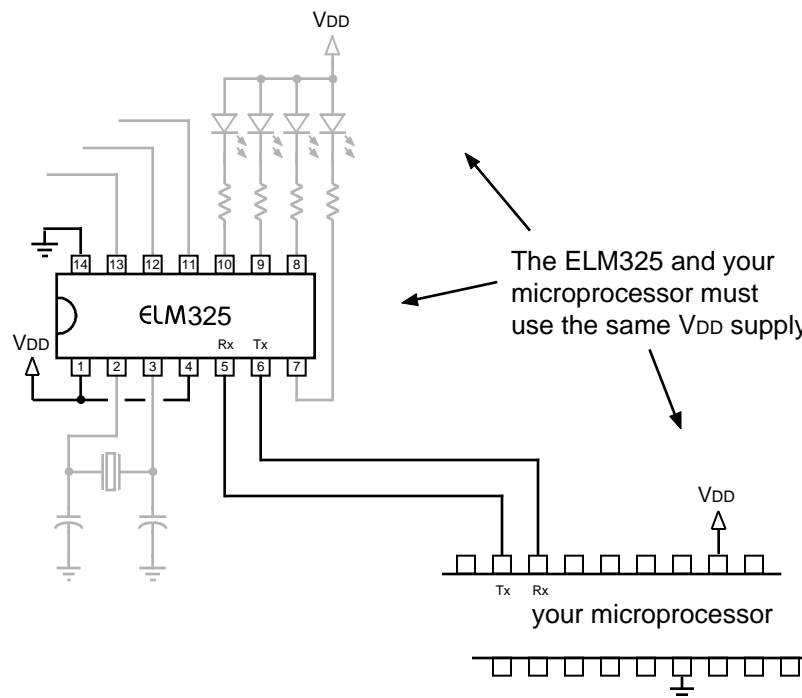 VDD
14 13 12 11 10 9 8
The ELM325 and your
microprocessor must
use the same VDD supply
ELM325
Rx Tx
VDD
1 2 3 4 5 6 7
VDD
Tx Rx
your microprocessor